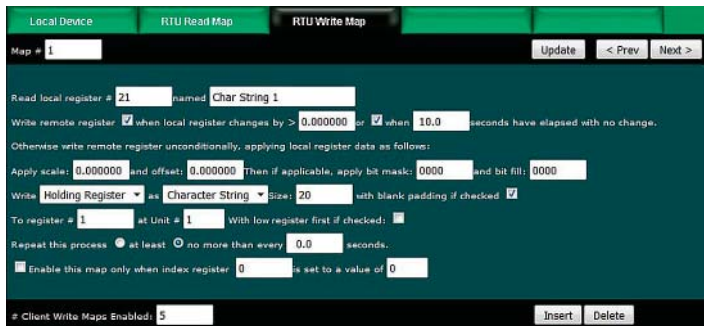 Local Device RTU Read Map RTU Write Map
Map # 1 Update < Prev Next >
Read local register # 21 named Char String 1
Write remote register when local register changes by > 0.000000 or when 10.0 seconds have elapsed with no change.
Otherwise write remote register unconditionally, applying local register data as follows:
Apply scale: 0.000000 and offset: 0.000000 Then if applicable, apply bit mask: 0000 and bit fill: 0000
Write Holding Register as Character String Size: 20 with blank padding if checked
To register # 1 at Unit # 1 With low register first if checked:
Repeat this process at least no more than every 0.0 seconds.
Enable this map only when index register 0 is set to a value of 0
# Client Write Maps Enabled: 5 Insert Delete